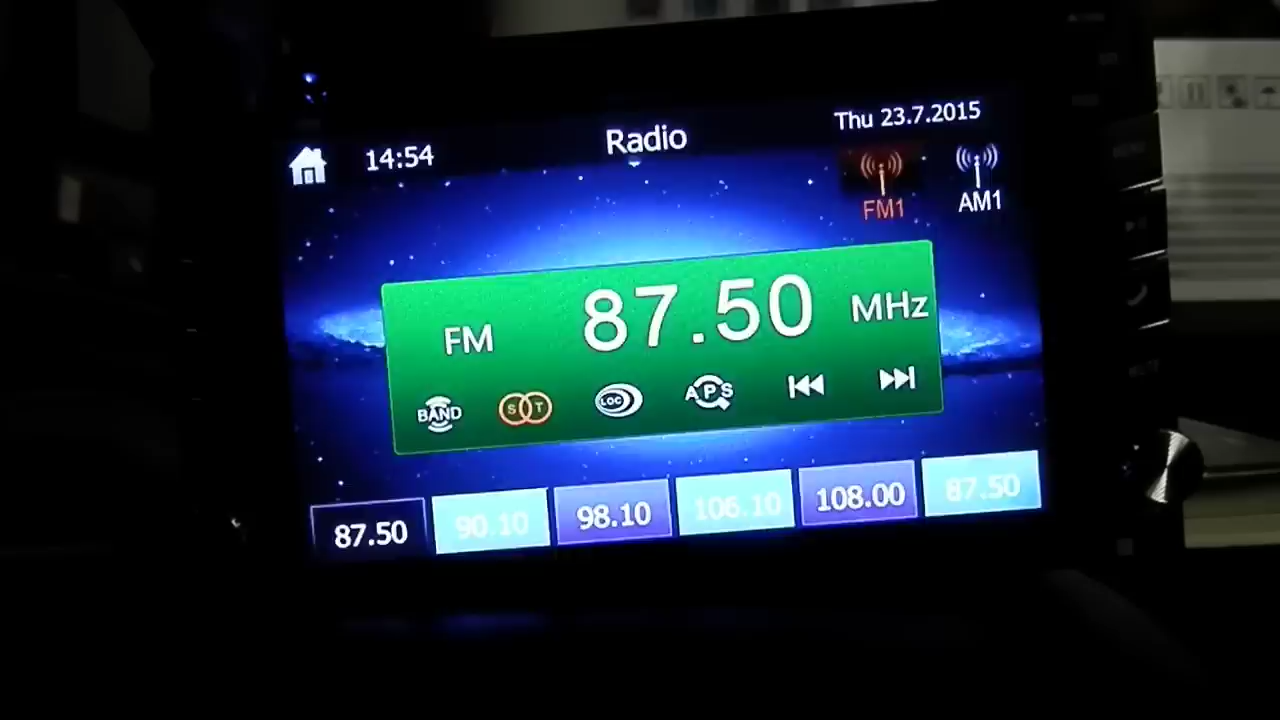 14:54
Radio
Thu 23.7.2015
FM1
AM1
FM 87.50 MHz
BAND
ST
LOC
APS
87.50 90.10 98.10 106.10 108.00 87.50